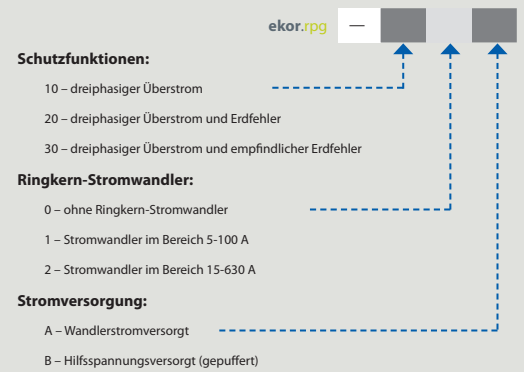 ekor.rpg —
Schutzfunktionen:
10 – dreiphasiger Überstrom
20 – dreiphasiger Überstrom und Erdfehler
30 – dreiphasiger Überstrom und empfindlicher Erdfehler
Ringkern-Stromwandler:
0 – ohne Ringkern-Stromwandler
1 – Stromwandler im Bereich 5-100 A
2 – Stromwandler im Bereich 15-630 A
Stromversorgung:
A – Wandlerstromversorgt
B – Hilfsspannungsversorgt (gepuffert)